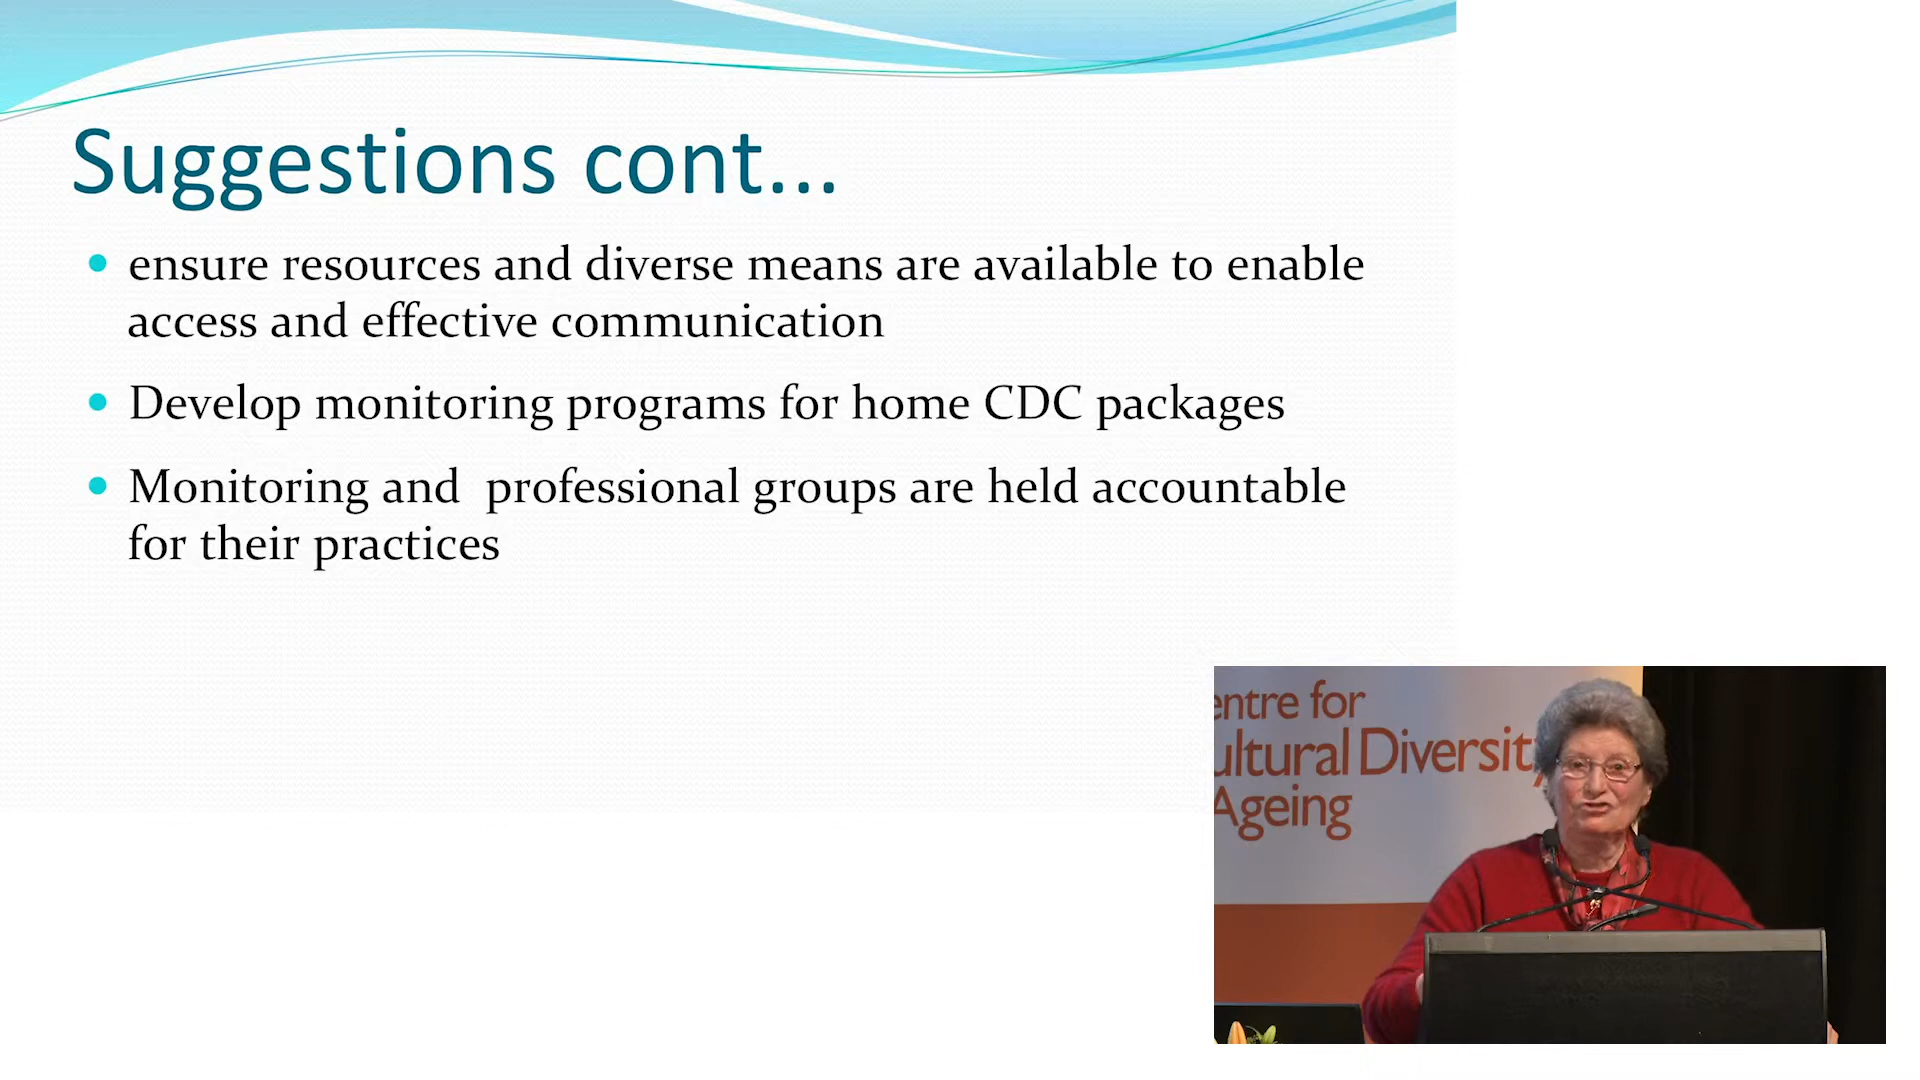 Suggestions cont...
ensure resources and diverse means are available to enable
access and effective communication
Develop monitoring programs for home CDC packages
Monitoring and  professional groups are held accountable
for their practices
entre for
ultural Diversity
Ageing